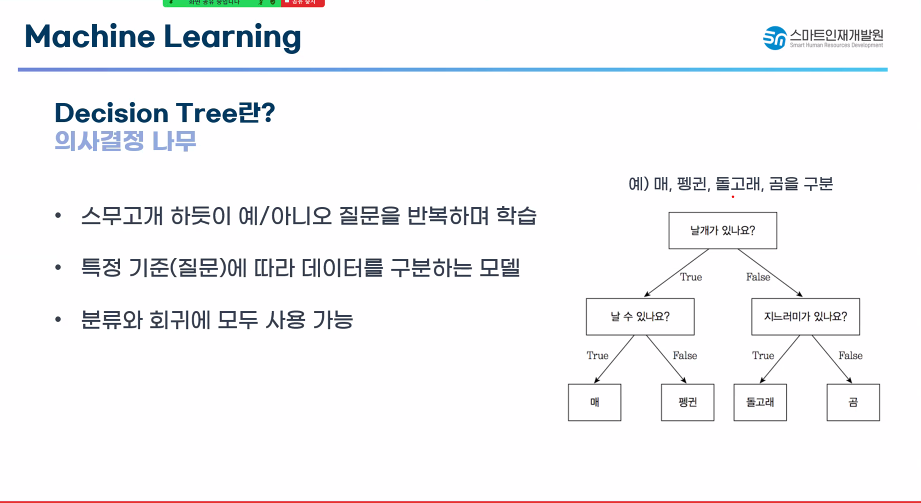 Machine Learning
스마트인재개발원
Smart Human Resources Development
Decision Tree란?
의사결정 나무
• 스무고개 하듯이 예/아니오 질문을 반복하며 학습
• 특정 기준(질문)에 따라 데이터를 구분하는 모델
• 분류와 회귀에 모두 사용 가능
예) 매, 펭귄, 돌고래, 곰을 구분
날개가 있나요?
True False
날 수 있나요? 지느러미가 있나요?
True False True False
매 펭귄 돌고래 곰